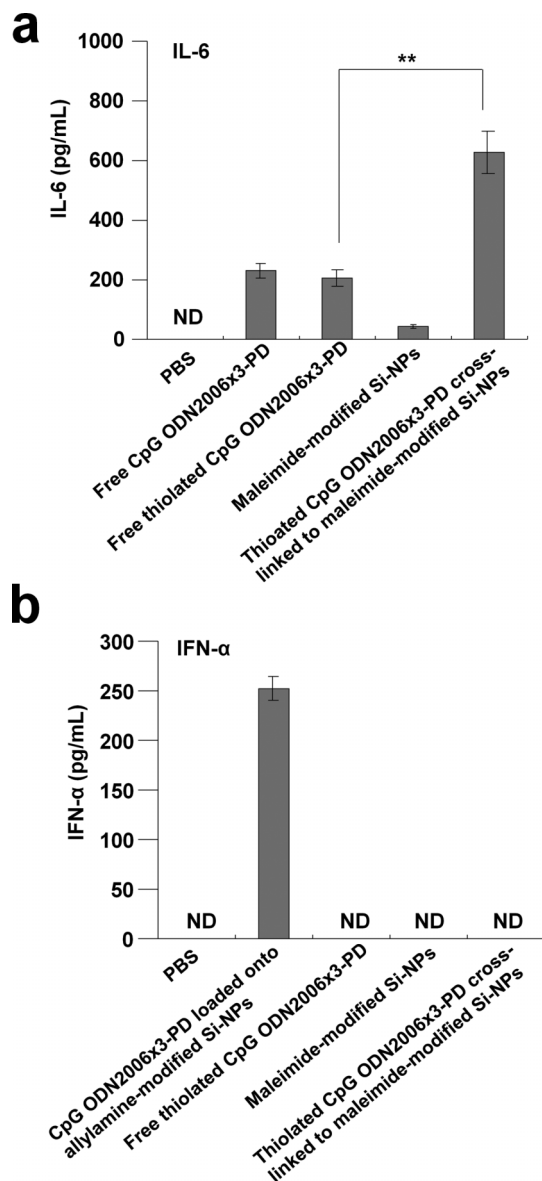 a
IL-6
**
IL-6 (pg/mL)
1000
800
600
400
200
0
ND
PBS
Free CpG ODN2006x3-PD
Free thiolated CpG ODN2006x3-PD
Maleimide-modified Si-NPs
Thioated CpG ODN2006x3-PD cross-
linked to maleimide-modified Si-NPs
b
IFN-α
IFN-α (pg/mL)
300
250
200
150
100
50
0
ND
ND
ND
ND
PBS
CpG ODN2006x3-PD loaded onto
allylamine-modified Si-NPs
Free thiolated CpG ODN2006x3-PD
Maleimide-modified Si-NPs
Thiolated CpG ODN2006x3-PD cross-
linked to maleimide-modified Si-NPs